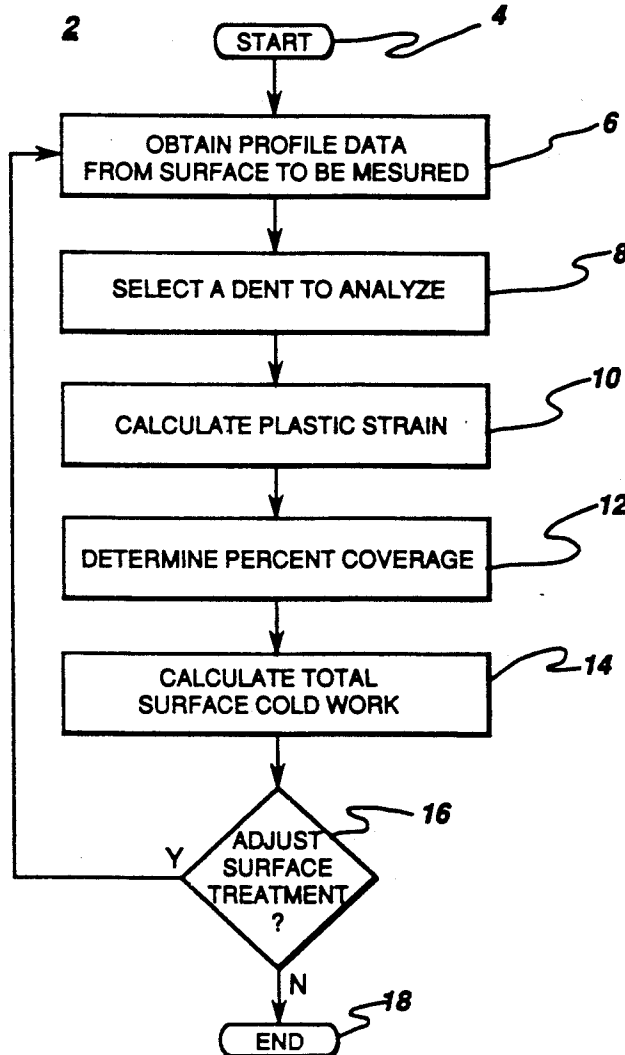 2
START
4
OBTAIN PROFILE DATA
FROM SURFACE TO BE MESURED
6
SELECT A DENT TO ANALYZE
8
CALCULATE PLASTIC STRAIN
10
DETERMINE PERCENT COVERAGE
12
CALCULATE TOTAL
SURFACE COLD WORK
14
ADJUST
SURFACE
TREATMENT
?
16
Y
N
END
18